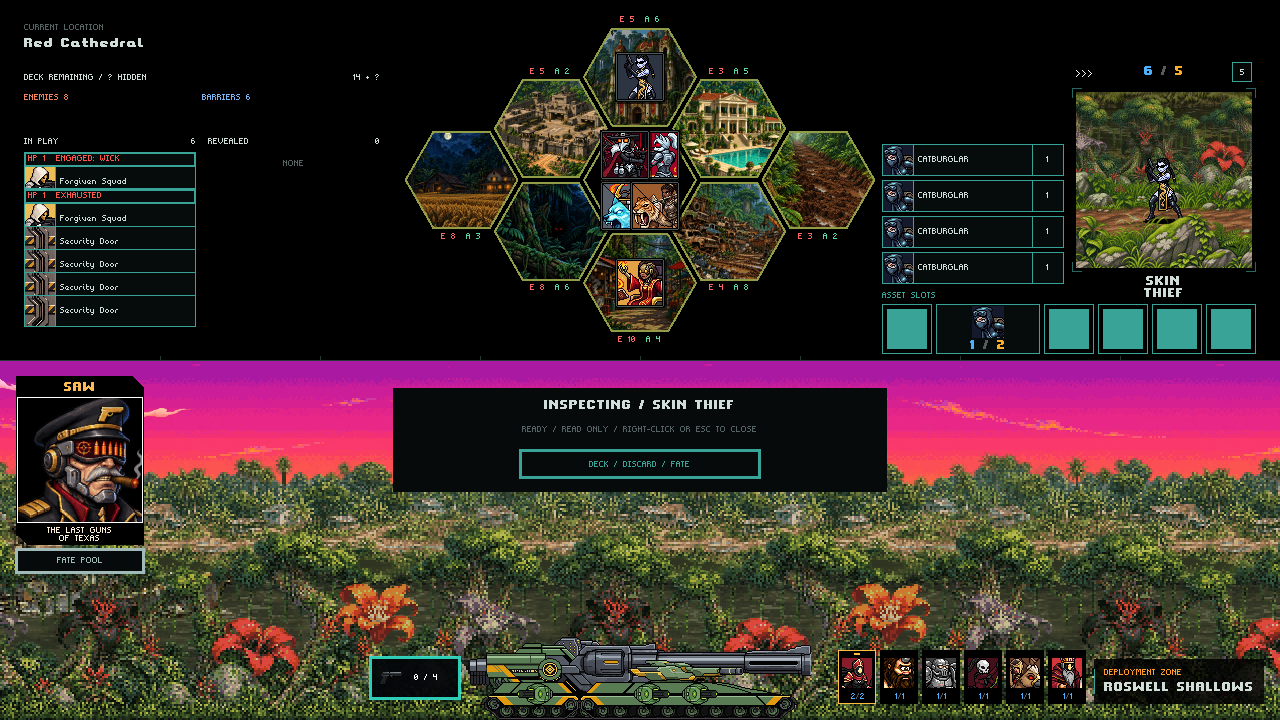 CURRENT LOCATION
Red Cathedral
DECK REMAINING / ? HIDDEN 14 + ?
ENEMIES 8 BARRIERS 6
IN PLAY 6 REVEALED 0
NONE
HP 1 ENGAGED: WICK
Forgiven Squad
HP 1 EXHAUSTED
Forgiven Squad
Security Door
Security Door
Security Door
Security Door
E 5 A 6
E 5 A 2
E 3 A 5
E 8 A 3
E 3 A 2
E 8 A 6
E 4 A 8
E 10 A 4
>>> 6 / 5 5
CATBURGLAR 1
CATBURGLAR 1
CATBURGLAR 1
CATBURGLAR 1
SKIN
THIEF
ASSET SLOTS
1 / 2
SAW
THE LAST GUNS
OF TEXAS
FATE POOL
INSPECTING / SKIN THIEF
READY / READ ONLY / RIGHT-CLICK OR ESC TO CLOSE
DECK / DISCARD / FATE
0 / 4
2/2 1/1 1/1 1/1 1/1 1/1
DEPLOYMENT ZONE
ROSWELL SHALLOWS